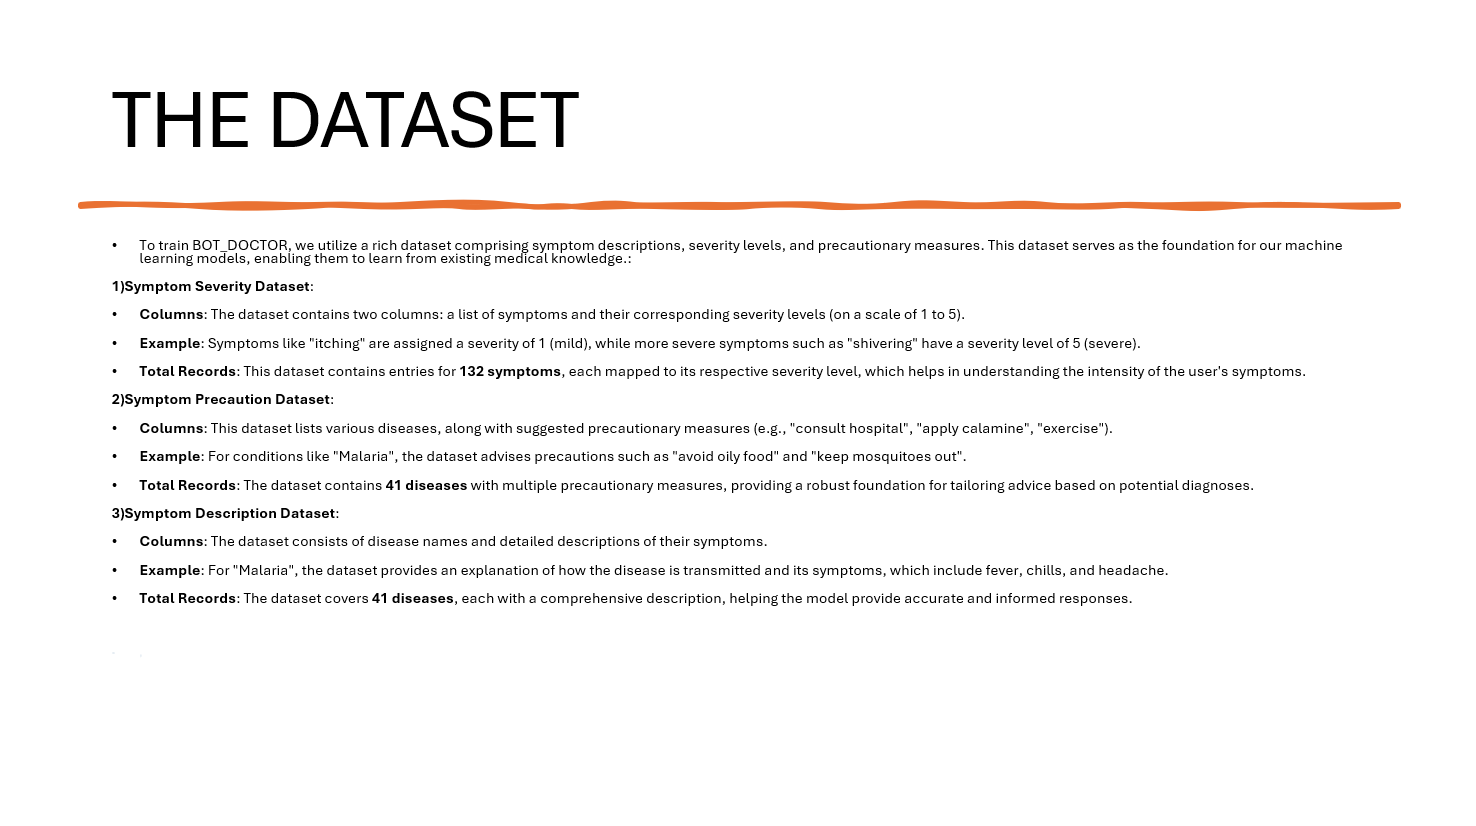 THE DATASET
• To train BOT_DOCTOR, we utilize a rich dataset comprising symptom descriptions, severity levels, and precautionary measures. This dataset serves as the foundation for our machine
learning models, enabling them to learn from existing medical knowledge.:
1)Symptom Severity Dataset:
• Columns: The dataset contains two columns: a list of symptoms and their corresponding severity levels (on a scale of 1 to 5).
• Example: Symptoms like "itching" are assigned a severity of 1 (mild), while more severe symptoms such as "shivering" have a severity level of 5 (severe).
• Total Records: This dataset contains entries for 132 symptoms, each mapped to its respective severity level, which helps in understanding the intensity of the user's symptoms.
2)Symptom Precaution Dataset:
• Columns: This dataset lists various diseases, along with suggested precautionary measures (e.g., "consult hospital", "apply calamine", "exercise").
• Example: For conditions like "Malaria", the dataset advises precautions such as "avoid oily food" and "keep mosquitoes out".
• Total Records: The dataset contains 41 diseases with multiple precautionary measures, providing a robust foundation for tailoring advice based on potential diagnoses.
3)Symptom Description Dataset:
• Columns: The dataset consists of disease names and detailed descriptions of their symptoms.
• Example: For "Malaria", the dataset provides an explanation of how the disease is transmitted and its symptoms, which include fever, chills, and headache.
• Total Records: The dataset covers 41 diseases, each with a comprehensive description, helping the model provide accurate and informed responses.